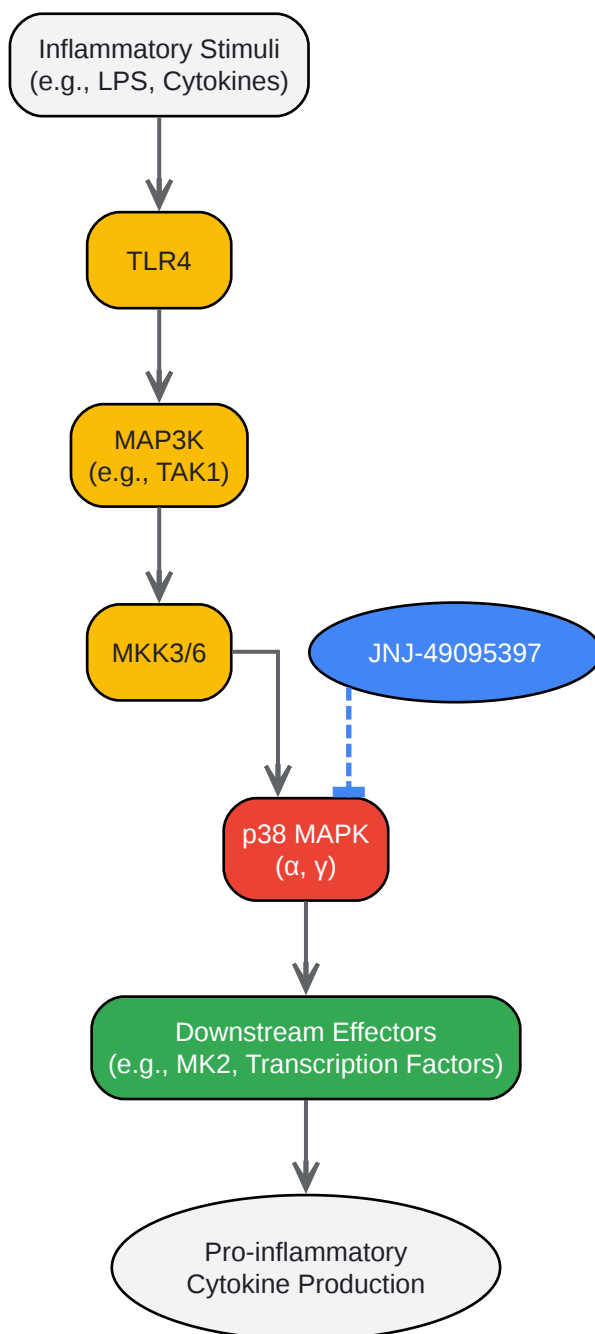 Inflammatory Stimuli
(e.g., LPS, Cytokines)
TLR4
MAP3K
(e.g., TAK1)
MKK3/6
JNJ-49095397
p38 MAPK
(α, γ)
Downstream Effectors
(e.g., MK2, Transcription Factors)
Pro-inflammatory
Cytokine Production